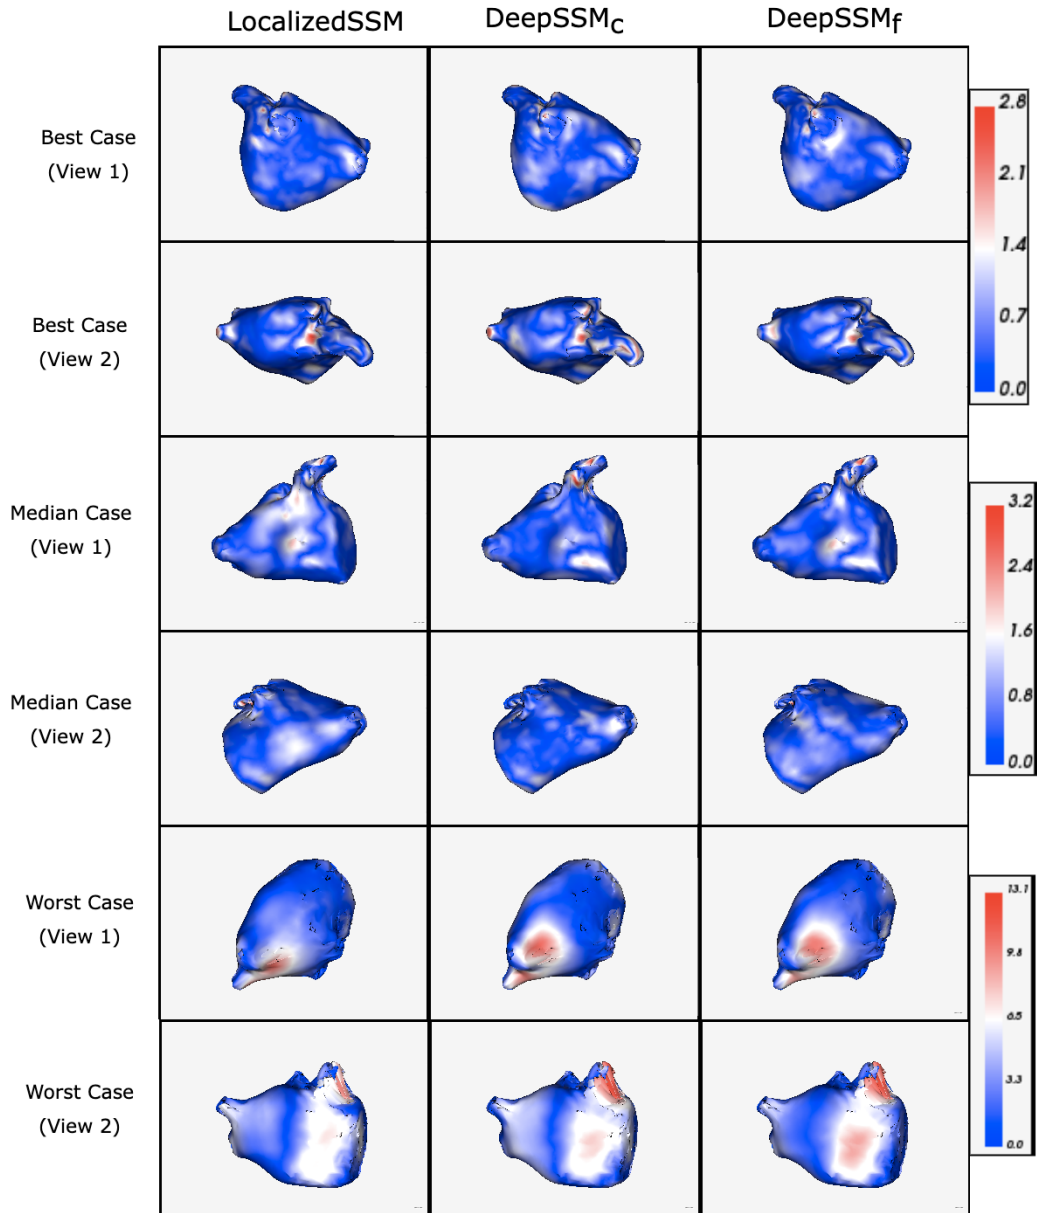 LocalizedSSM DeepSSMc DeepSSMf
Best Case
(View 1)
2.8
2.1
1.4
0.7
0.0
Best Case
(View 2)
Median Case
(View 1)
3.2
2.4
1.6
0.8
0.0
Median Case
(View 2)
Worst Case
(View 1)
13.1
9.8
6.5
3.3
0.0
Worst Case
(View 2)